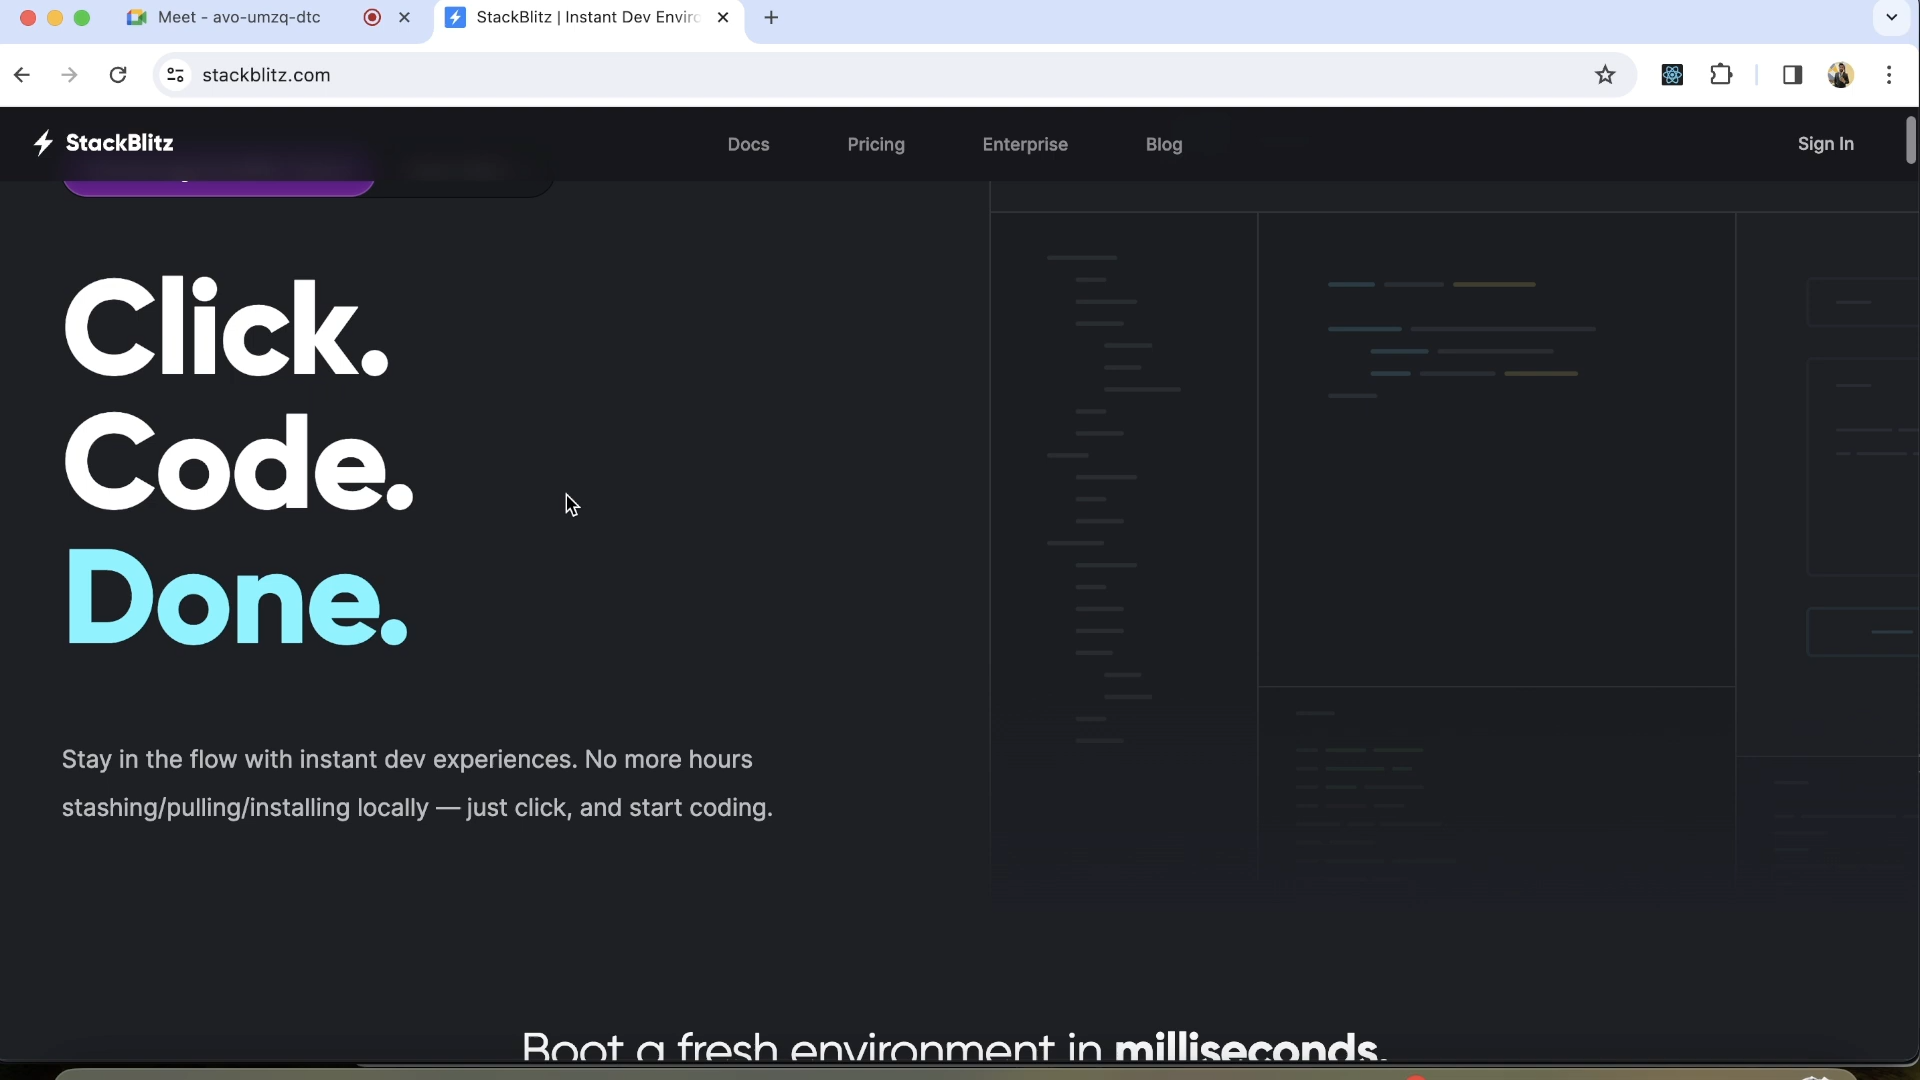 Meet - avo-umzq-dtc
StackBlitz | Instant Dev Envirc
stackblitz.com
StackBlitz
Docs
Pricing
Enterprise
Blog
Sign In
Click.
Code.
Done.
Stay in the flow with instant dev experiences. No more hours
stashing/pulling/installing locally — just click, and start coding.
Boot a fresh environment in milliseconds.